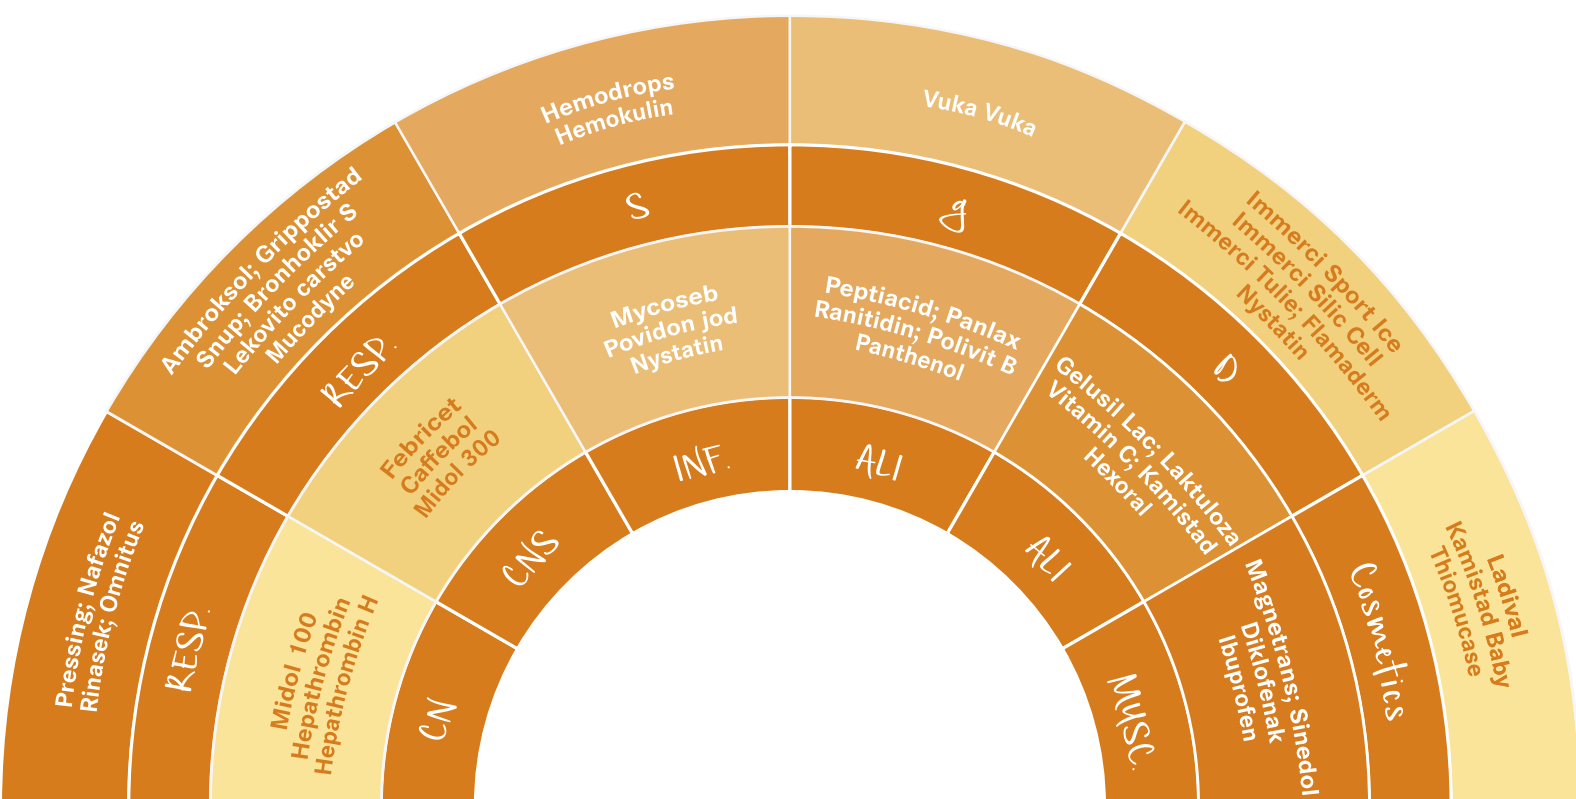 Pressing; Nafazol
Rinasek; Omnitus
Ambroksol; Grippostad
Snup; Bronhoklir S
Lekovito carstvo
Mucodyne
Hemodrops
Hemokulin
Vuka Vuka
Immerci Sport Ice
Immerci Silic Cell
Immerci Tulie; Flamaderm
Nystatin
Ladival
Kamistad Baby
Thiomucase
RESP.
RESP.
S
g
D
Cosmetics
Midol 100
Hepathrombin
Hepathrombin H
Febricet
Caffebol
Midol 300
Mycoseb
Povidon jod
Nystatin
Peptiacid; Panlax
Ranitidin; Polivit B
Panthenol
Gelusil Lac; Laktuloza
Vitamin C; Kamistad
Hexoral
Magnetrans; Sinedol
Diklofenak
Ibuprofen
CN
CNS
INF.
ALI
ALI
MYSC.